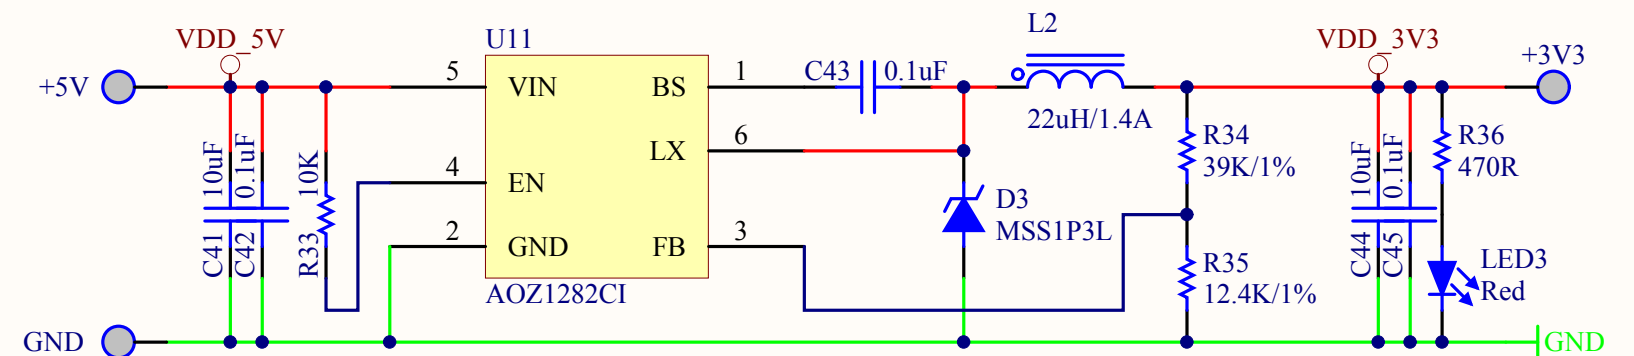 VDD_5V
+5V
GND
C41 10uF
C42 0.1uF
R33 10K
U11
5 VIN
4 EN
2 GND
BS 1
LX 6
FB 3
AOZ1282CI
C43 0.1uF
L2
22uH/1.4A
D3
MSS1P3L
R34
39K/1%
R35
12.4K/1%
VDD_3V3
+3V3
C44 10uF
C45 0.1uF
R36
470R
LED3
Red
GND